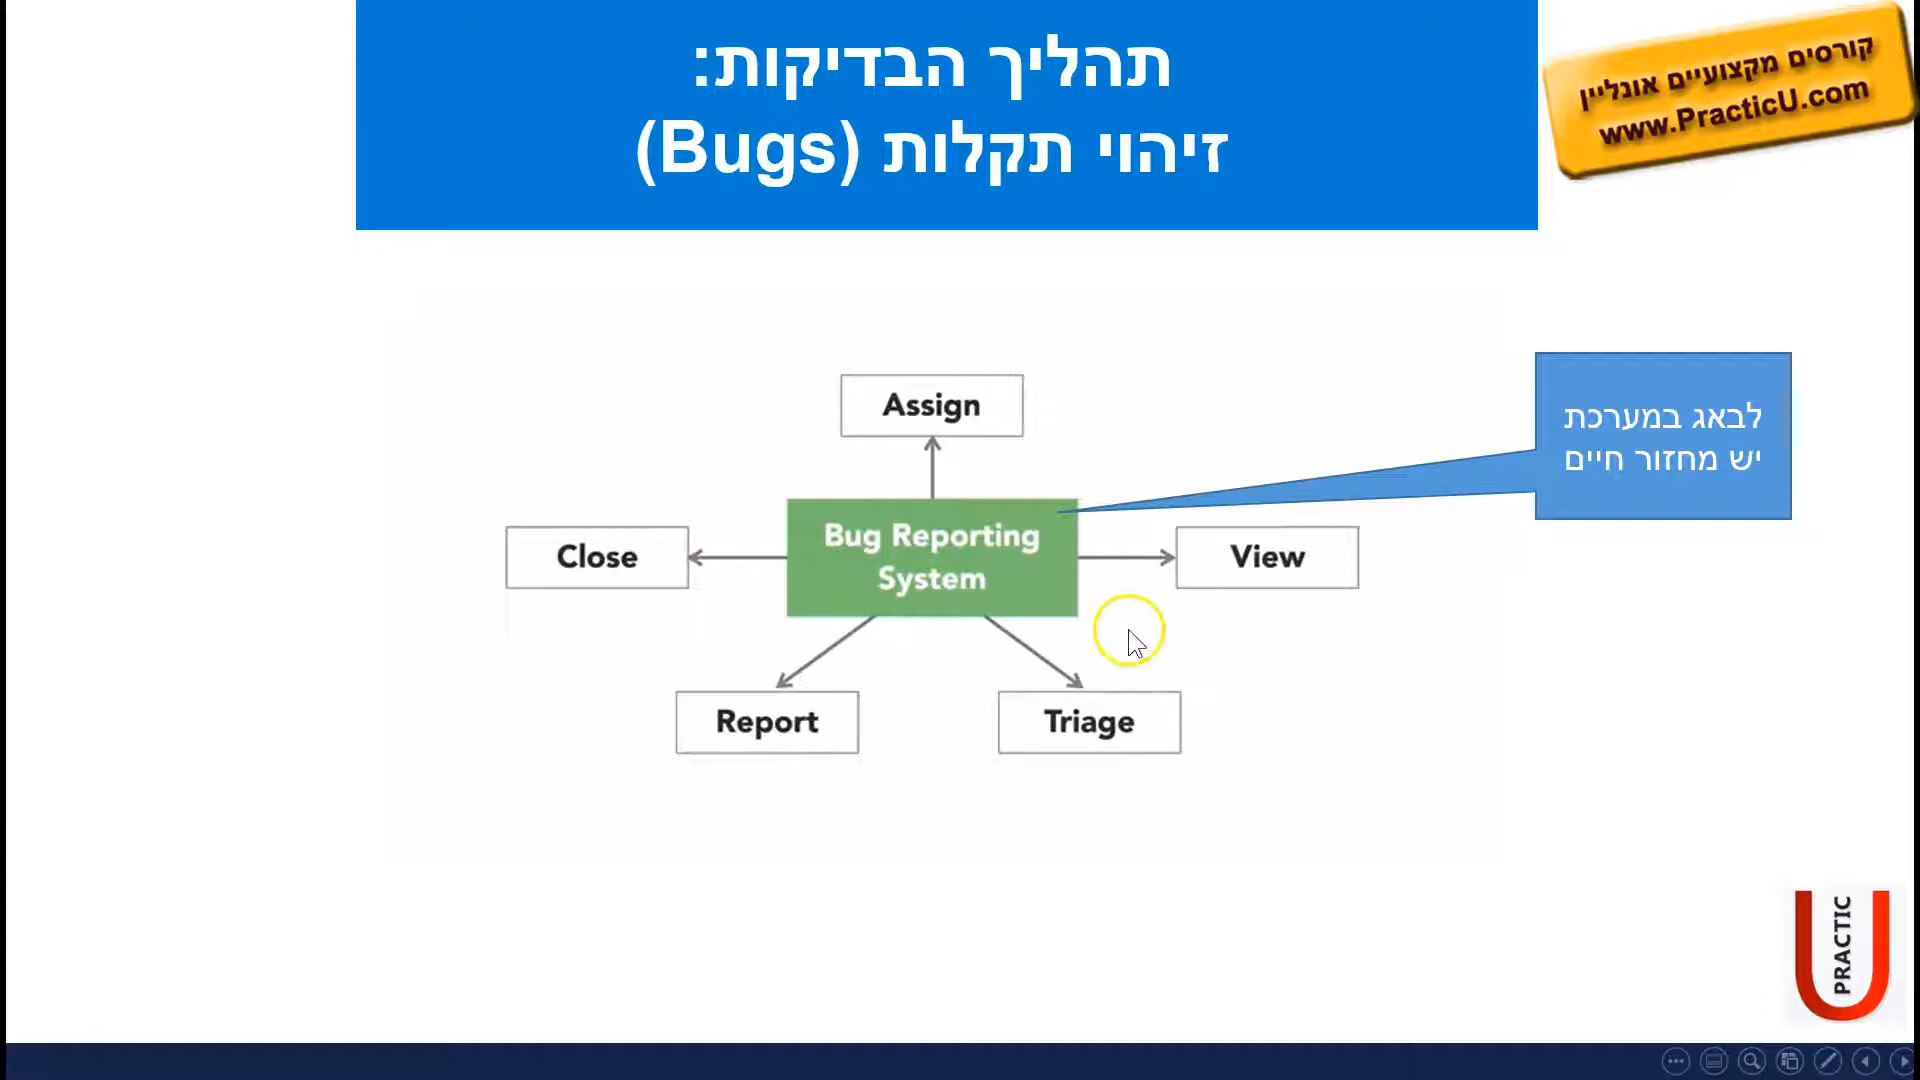 תהליך הבדיקות:
זיהוי תקלות (Bugs)
קורסים מקצועיים אונליין
www.PracticU.com
Assign
לבאג במערכת
יש מחזור חיים
Close
Bug Reporting
System
View
Report
Triage
PRACTIC
U